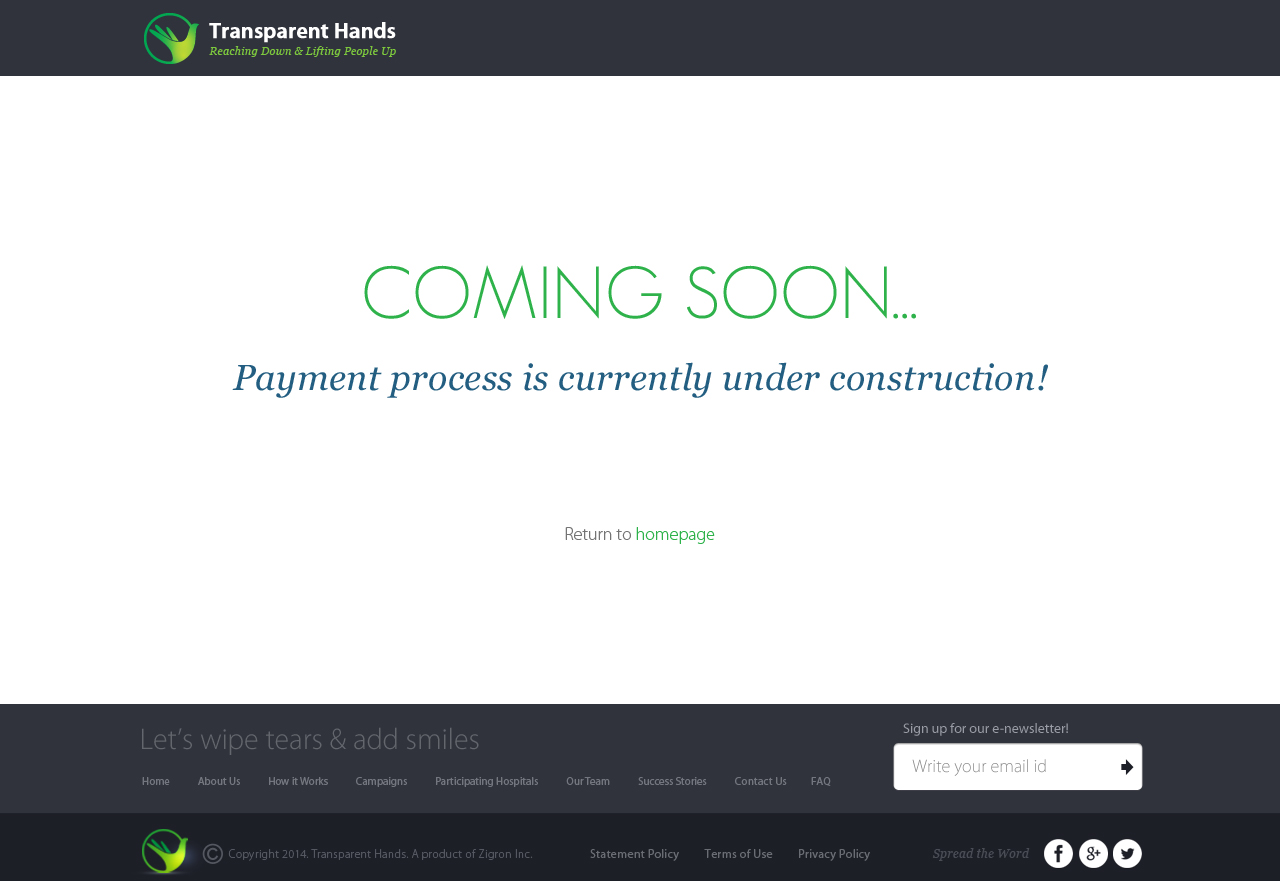 Transparent Hands
Reaching Down & Lifting People Up
COMING SOON...
Payment process is currently under construction!
Return to homepage
Let's wipe tears & add smiles
Home About Us How it Works Campaigns Participating Hospitals Our Team Success Stories Contact Us FAQ
Sign up for our e-newsletter!
Write your email id
© Copyright 2014. Transparent Hands. A product of Zigron Inc. Statement Policy Terms of Use Privacy Policy Spread the Word